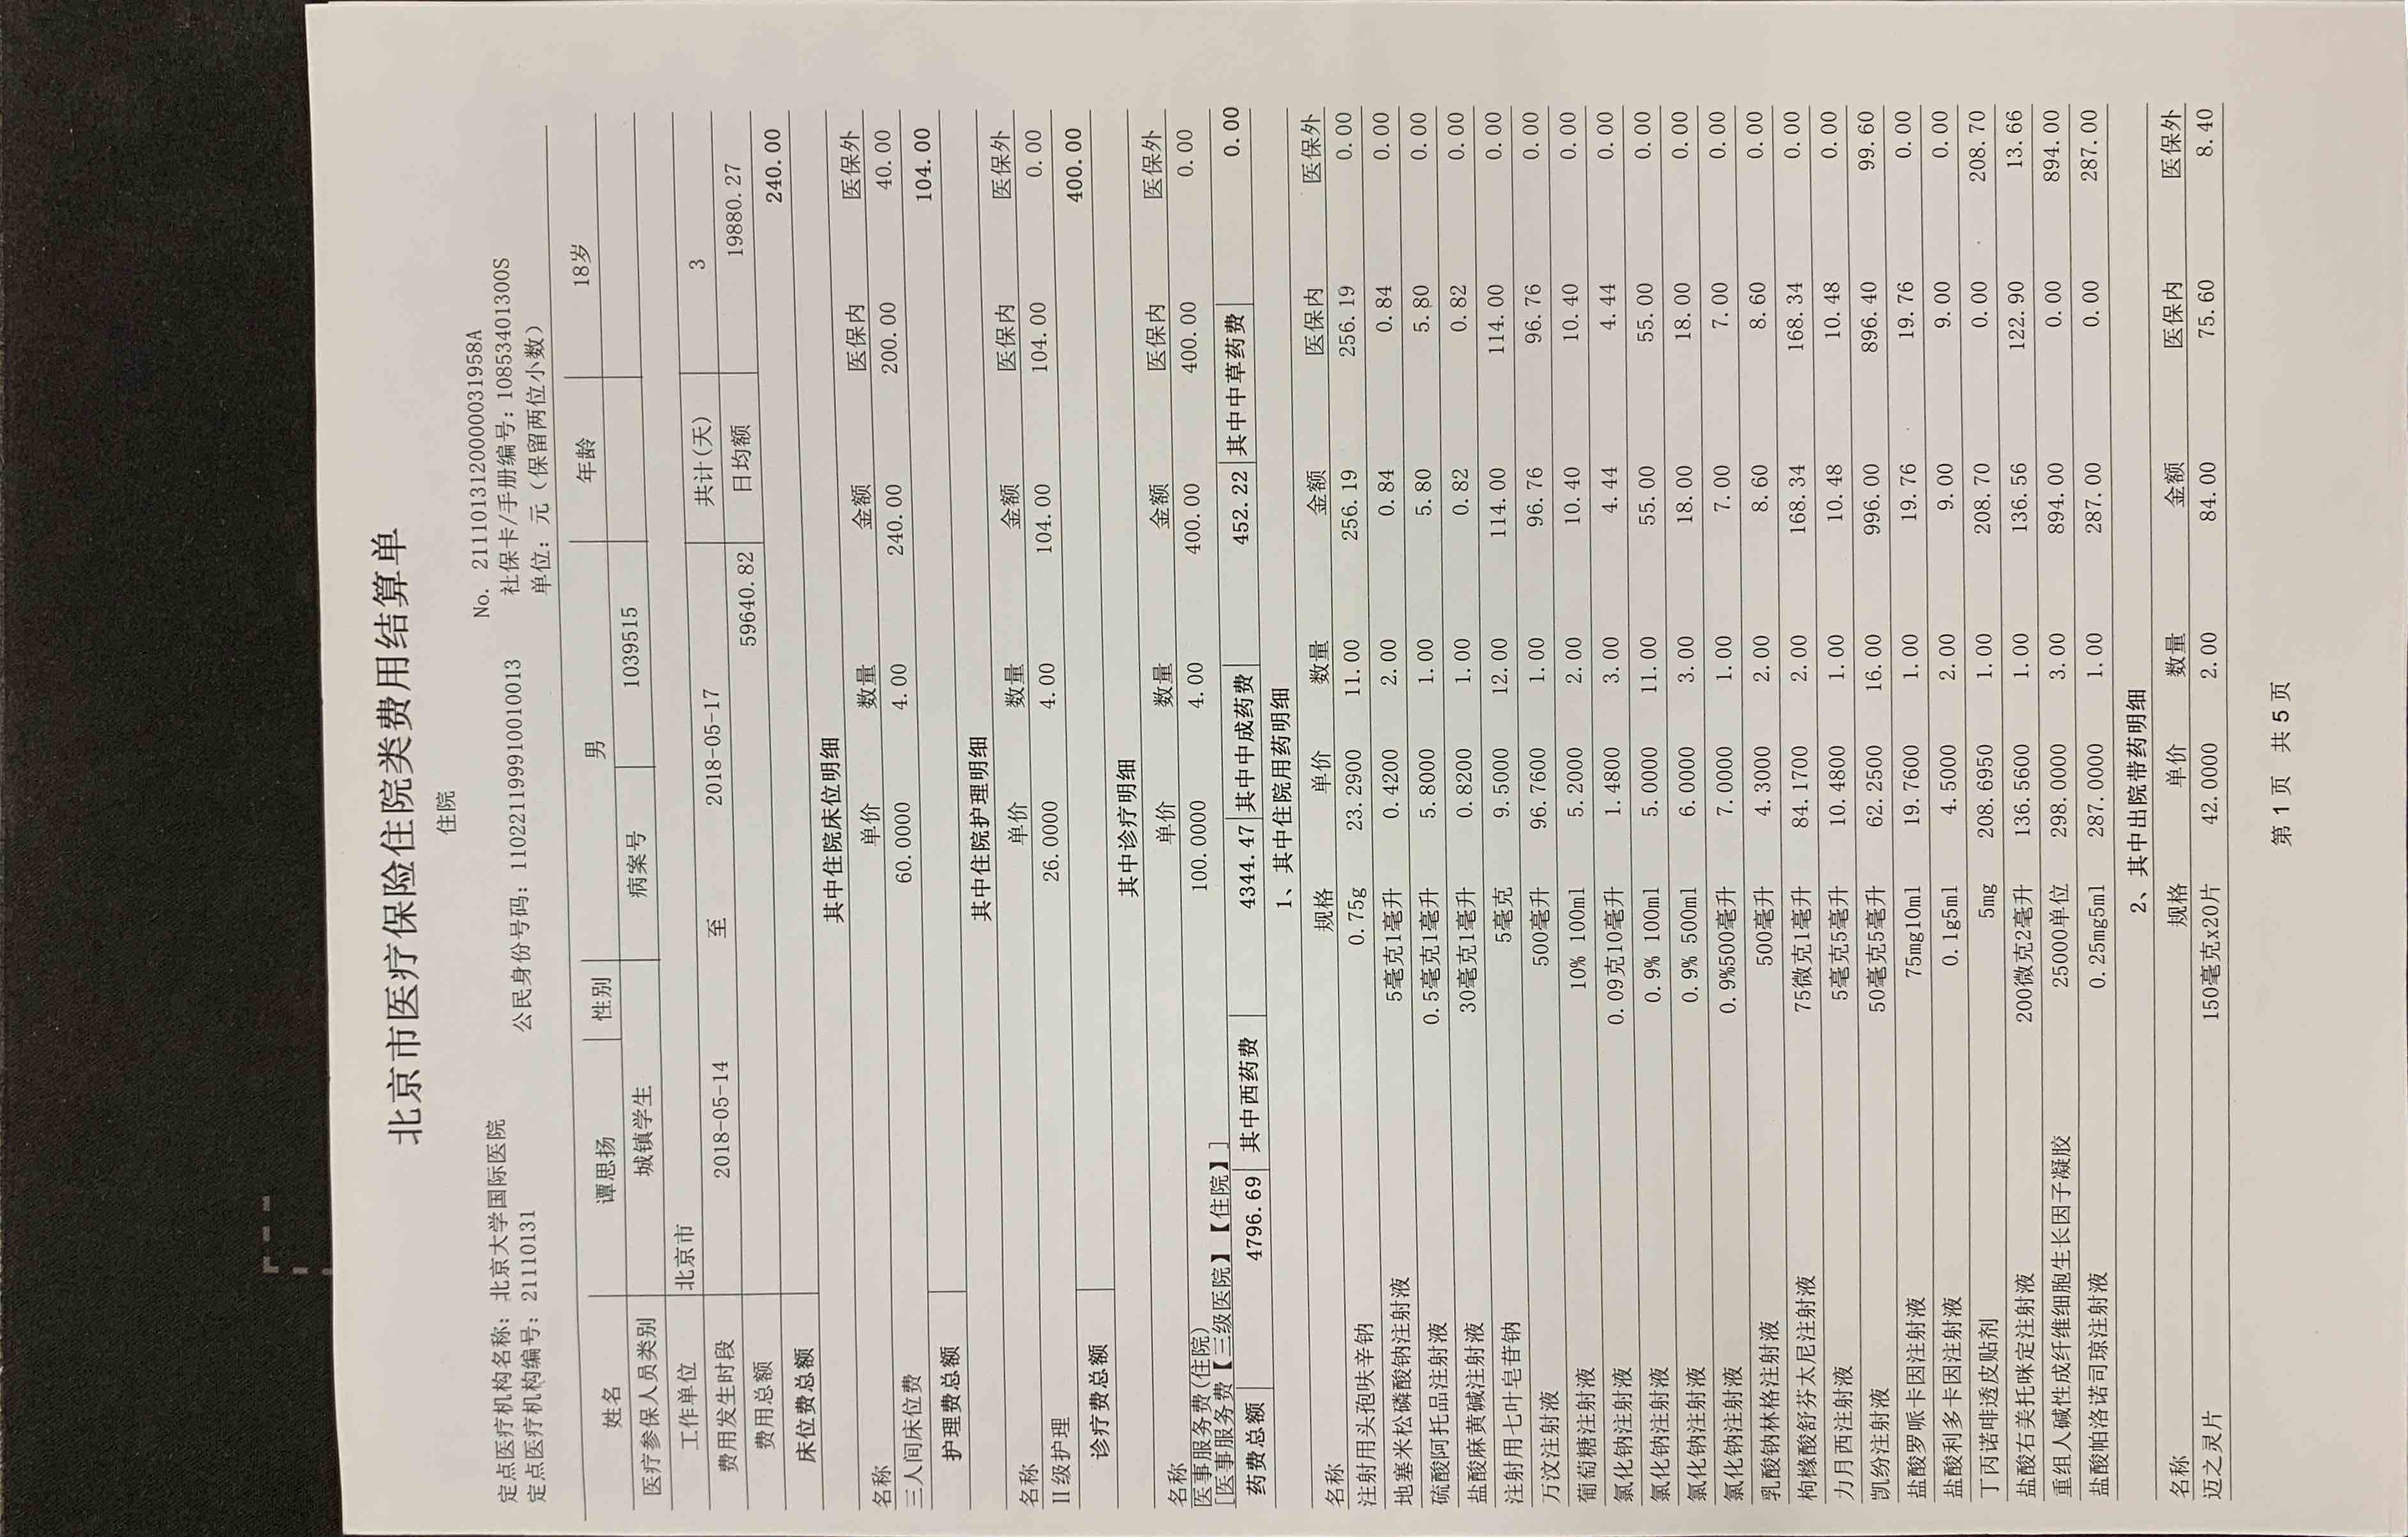 北京市医疗保险住院类费用结算单
住院
No. 2111013120000031958A
定点医疗机构名称：北京大学国际医院
定点医疗机构编号：21110131 公民身份号码：110221199910010013 社保卡/手册编号：10853401300S
单位：元（保留两位小数）
姓名 谭思扬 性别 男 年龄 18岁
医疗参保人员类别 城镇学生 病案号 1039515
工作单位 北京市
费用发生时段 2018-05-14 至 2018-05-17 共计(天) 3
费用总额 59640.82 日均额 19880.27
床位费总额 240.00
其中住院床位明细
名称 单价 数量 金额 医保内 医保外
三人间床位费 60.0000 4.00 240.00 200.00 40.00
护理费总额 104.00
其中住院护理明细
名称 单价 数量 金额 医保内 医保外
Ⅱ级护理 26.0000 4.00 104.00 104.00 0.00
诊疗费总额 400.00
其中诊疗明细
名称 单价 数量 金额 医保内 医保外
医事服务费(住院) 100.0000 4.00 400.00 400.00 0.00
[医事服务费【三级医院】【住院】]
药费总额 4796.69 其中西药费 4344.47 其中中成药费 452.22 其中中草药费 0.00
1、其中住院用药明细
名称 规格 单价 数量 金额 医保内 医保外
注射用头孢呋辛钠 0.75g 23.2900 11.00 256.19 256.19 0.00
地塞米松磷酸钠注射液 5毫克1毫升 0.4200 2.00 0.84 0.84 0.00
硫酸阿托品注射液 0.5毫克1毫升 5.8000 1.00 5.80 5.80 0.00
盐酸麻黄碱注射液 30毫克1毫升 0.8200 1.00 0.82 0.82 0.00
注射用七叶皂苷钠 5毫克 9.5000 12.00 114.00 114.00 0.00
万汶注射液 500毫升 96.7600 1.00 96.76 96.76 0.00
葡萄糖注射液 10% 100ml 5.2000 2.00 10.40 10.40 0.00
氯化钠注射液 0.09克10毫升 1.4800 3.00 4.44 4.44 0.00
氯化钠注射液 0.9% 100ml 5.0000 11.00 55.00 55.00 0.00
氯化钠注射液 0.9% 500ml 6.0000 3.00 18.00 18.00 0.00
氯化钠注射液 0.9%500毫升 7.0000 1.00 7.00 7.00 0.00
乳酸钠林格注射液 500毫升 4.3000 2.00 8.60 8.60 0.00
枸橼酸舒芬太尼注射液 75微克1毫升 84.1700 2.00 168.34 168.34 0.00
力月西注射液 5毫克5毫升 10.4800 1.00 10.48 10.48 0.00
凯纷注射液 50毫克5毫升 62.2500 16.00 996.00 896.40 99.60
盐酸罗哌卡因注射液 75mg10ml 19.7600 1.00 19.76 19.76 0.00
盐酸利多卡因注射液 0.1g5ml 4.5000 2.00 9.00 9.00 0.00
丁丙诺啡透皮贴剂 5mg 208.6950 1.00 208.70 0.00 208.70
盐酸右美托咪定注射液 200微克2毫升 136.5600 1.00 136.56 122.90 13.66
重组人碱性成纤维细胞生长因子凝胶 25000单位 298.0000 3.00 894.00 0.00 894.00
盐酸帕洛诺司琼注射液 0.25mg5ml 287.0000 1.00 287.00 0.00 287.00
2、其中出院带药明细
名称 规格 单价 数量 金额 医保内 医保外
迈之灵片 150毫克x20片 42.0000 2.00 84.00 75.60 8.40
第 1 页 共 5 页